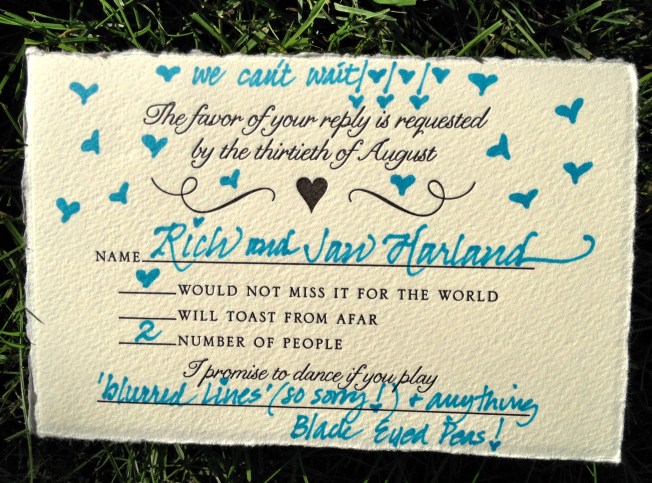 we can't wait!!!
The favor of your reply is requested
by the thirtieth of August
NAME Rich and Jan Harland
WOULD NOT MISS IT FOR THE WORLD
WILL TOAST FROM AFAR
2 NUMBER OF PEOPLE
I promise to dance if you play
'blurred lines' (so sorry!) + anything
Black Eyed Peas!